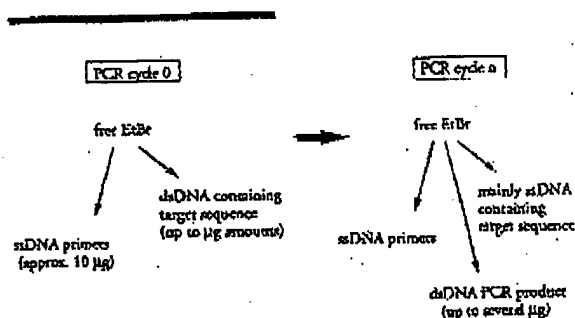 PCR cycle 0
free EtBr
dsDNA containing
target sequence
(up to µg amounts)
ssDNA primers
(approx. 10 µg)
PCR cycle n
free EtBr
mainly ssDNA
containing
target sequence
ssDNA primers
dsDNA PCR product
(up to several µg)